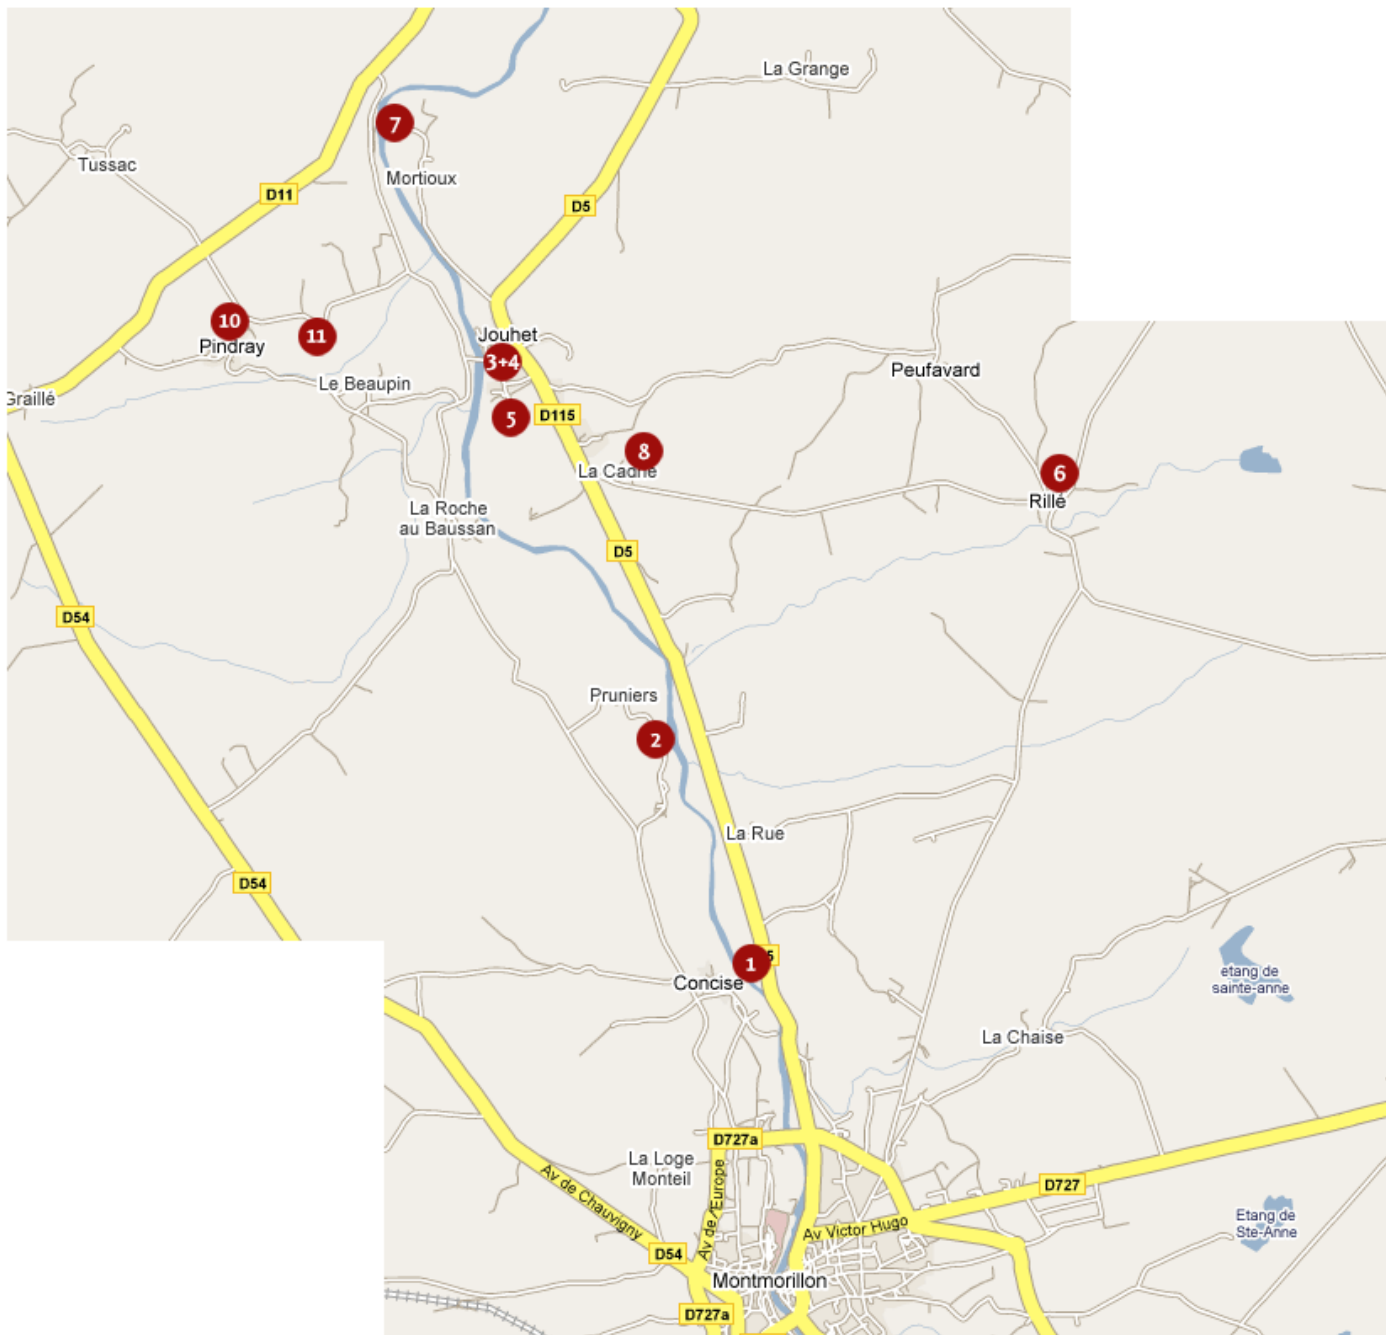 La Grange
7
Tussac
Mortioux
D11
D5
10
11
Jouhet
Pindray
3+4
Peufavard
Le Beaupin
Graillé
5
D115
8
La Cadrie
6
Rillé
La Roche
au Baussan
D5
D54
Pruniers
2
La Rue
D54
1
5
Concise
etang de
sainte-anne
La Chaise
D727a
La Loge
Monteil
Av de Chauvigny
Av de l'Europe
D727
Av Victor Hugo
Etang de
Ste-Anne
D54
Montmorillon
D727a